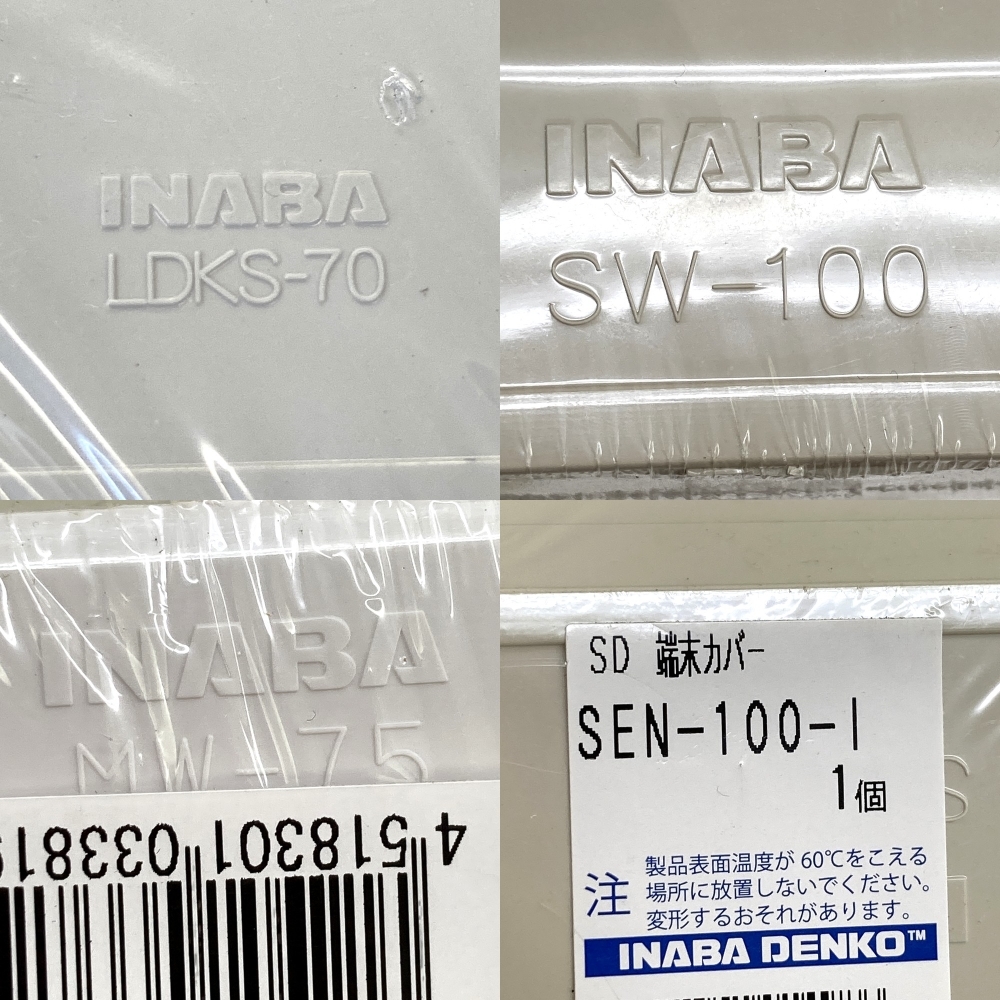 INABA
LDKS-70
INABA
SW-100
INABA
MW-75
4 518301 03381
SD 端末カバー
SEN-100-I
1個
注
製品表面温度が 60℃をこえる
場所に放置しないでください。
変形するおそれがあります。
INABA DENKO™